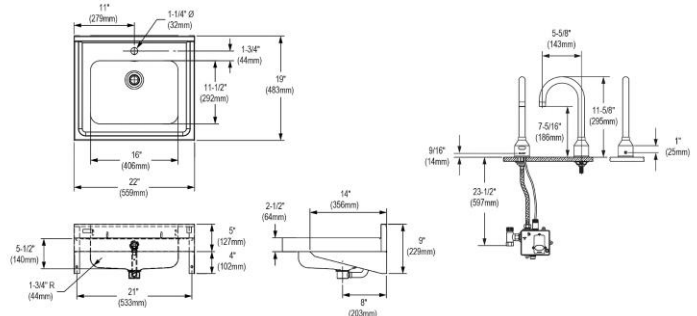 11"
(279mm)
1-1/4" Ø
(32mm)
1-3/4"
(44mm)
11-1/2"
(292mm)
19"
(483mm)
16"
(406mm)
22"
(559mm)
5-5/8"
(143mm)
11-5/8"
(295mm)
7-5/16"
(186mm)
9/16"
(14mm)
1"
(25mm)
23-1/2"
(597mm)
5-1/2"
(140mm)
1-3/4" R
(44mm)
21"
(533mm)
5"
(127mm)
4"
(102mm)
2-1/2"
(64mm)
14"
(356mm)
9"
(229mm)
8"
(203mm)